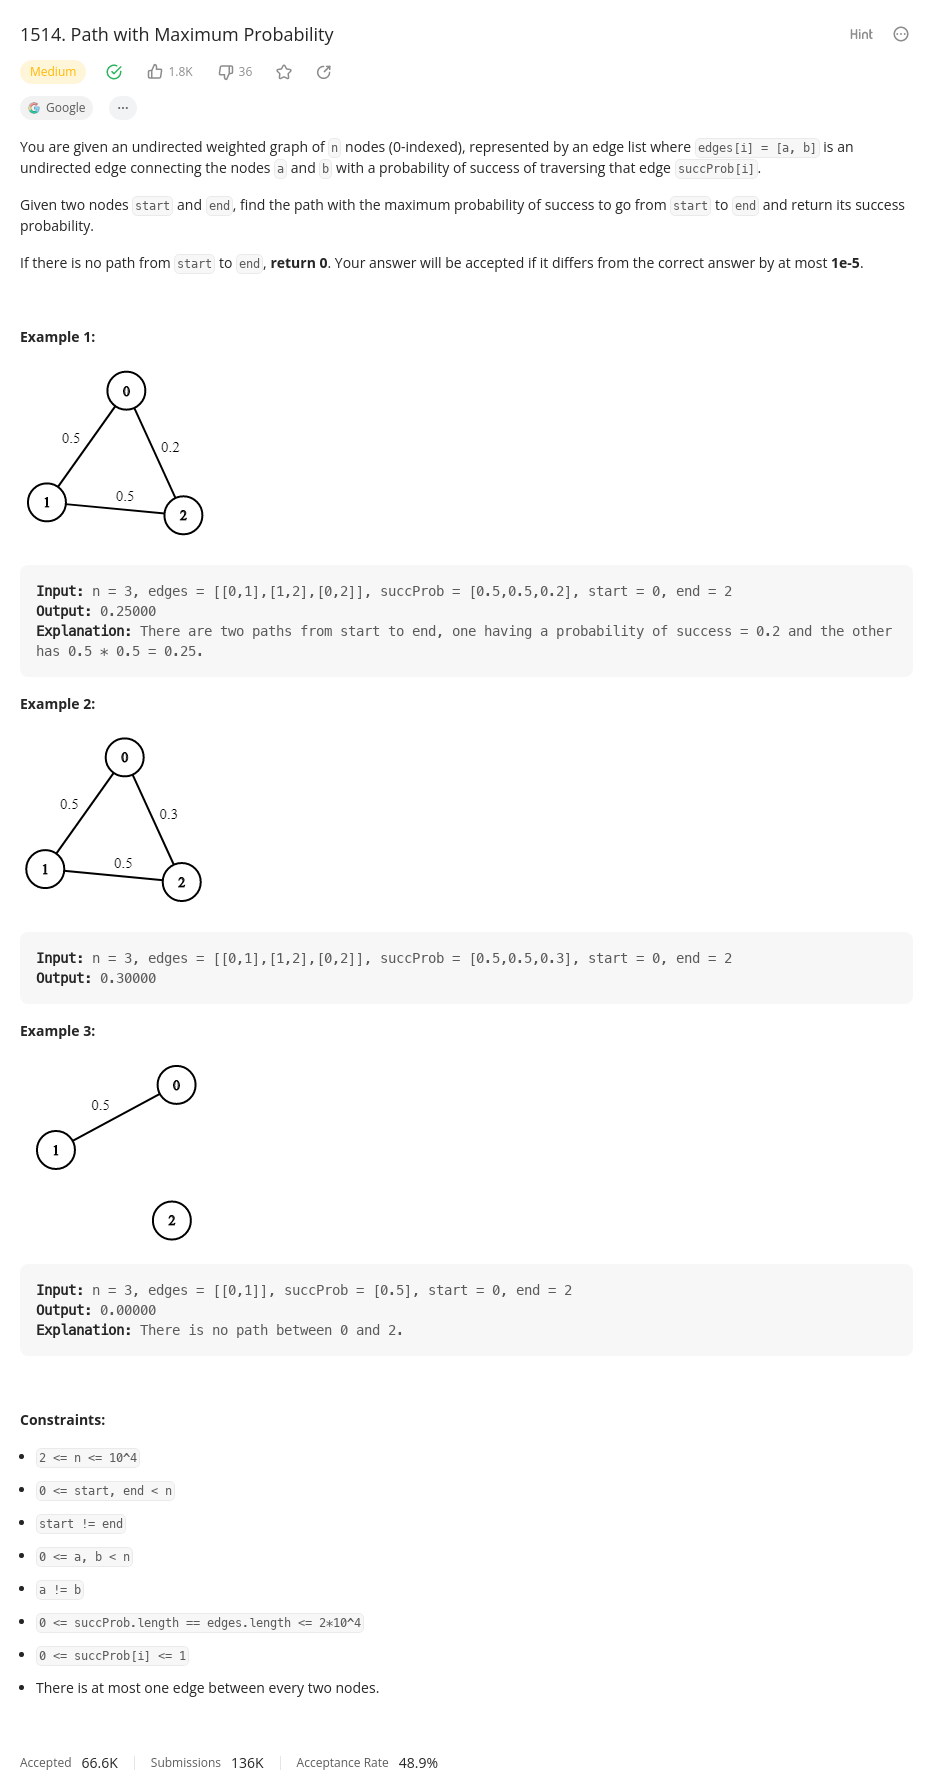 1514. Path with Maximum Probability
Hint
Medium 1.8K 36
Google ...
You are given an undirected weighted graph of n nodes (0-indexed), represented by an edge list where edges[i] = [a, b] is an
undirected edge connecting the nodes a and b with a probability of success of traversing that edge succProb[i].
Given two nodes start and end, find the path with the maximum probability of success to go from start to end and return its success
probability.
If there is no path from start to end, return 0. Your answer will be accepted if it differs from the correct answer by at most 1e-5.
Example 1:
0
0.5
0.2
0.5
1
2
Input: n = 3, edges = [[0,1],[1,2],[0,2]], succProb = [0.5,0.5,0.2], start = 0, end = 2
Output: 0.25000
Explanation: There are two paths from start to end, one having a probability of success = 0.2 and the other
has 0.5 * 0.5 = 0.25.
Example 2:
0
0.5
0.3
0.5
1
2
Input: n = 3, edges = [[0,1],[1,2],[0,2]], succProb = [0.5,0.5,0.3], start = 0, end = 2
Output: 0.30000
Example 3:
0
0.5
1
2
Input: n = 3, edges = [[0,1]], succProb = [0.5], start = 0, end = 2
Output: 0.00000
Explanation: There is no path between 0 and 2.
Constraints:
• 2 <= n <= 10^4
• 0 <= start, end < n
• start != end
• 0 <= a, b < n
• a != b
• 0 <= succProb.length == edges.length <= 2*10^4
• 0 <= succProb[i] <= 1
• There is at most one edge between every two nodes.
Accepted 66.6K Submissions 136K Acceptance Rate 48.9%